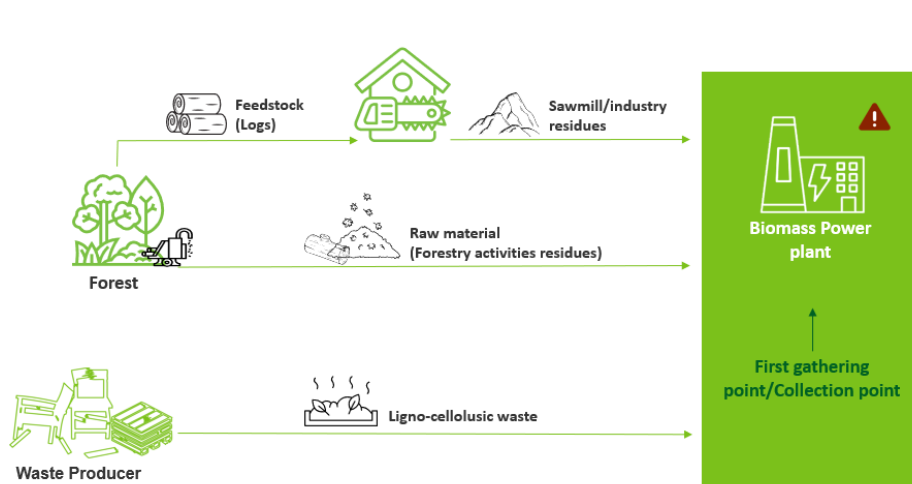 Feedstock
(Logs)
Sawmill/industry
residues
Forest
Raw material
(Forestry activities residues)
Biomass Power
plant
First gathering
point/Collection point
Ligno-cellolusic waste
Waste Producer